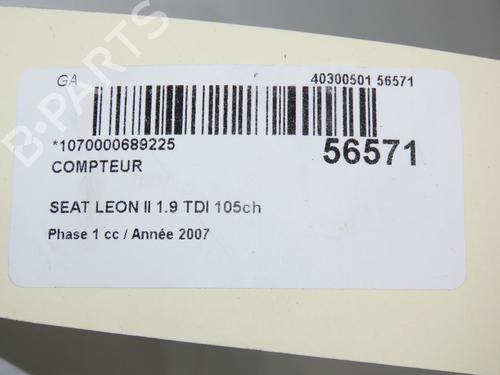 GA
40300501 56571
*1070000689225
56571
COMPTEUR
SEAT LEON II 1.9 TDI 105ch
Phase 1 cc / Année 2007
B-PARTS